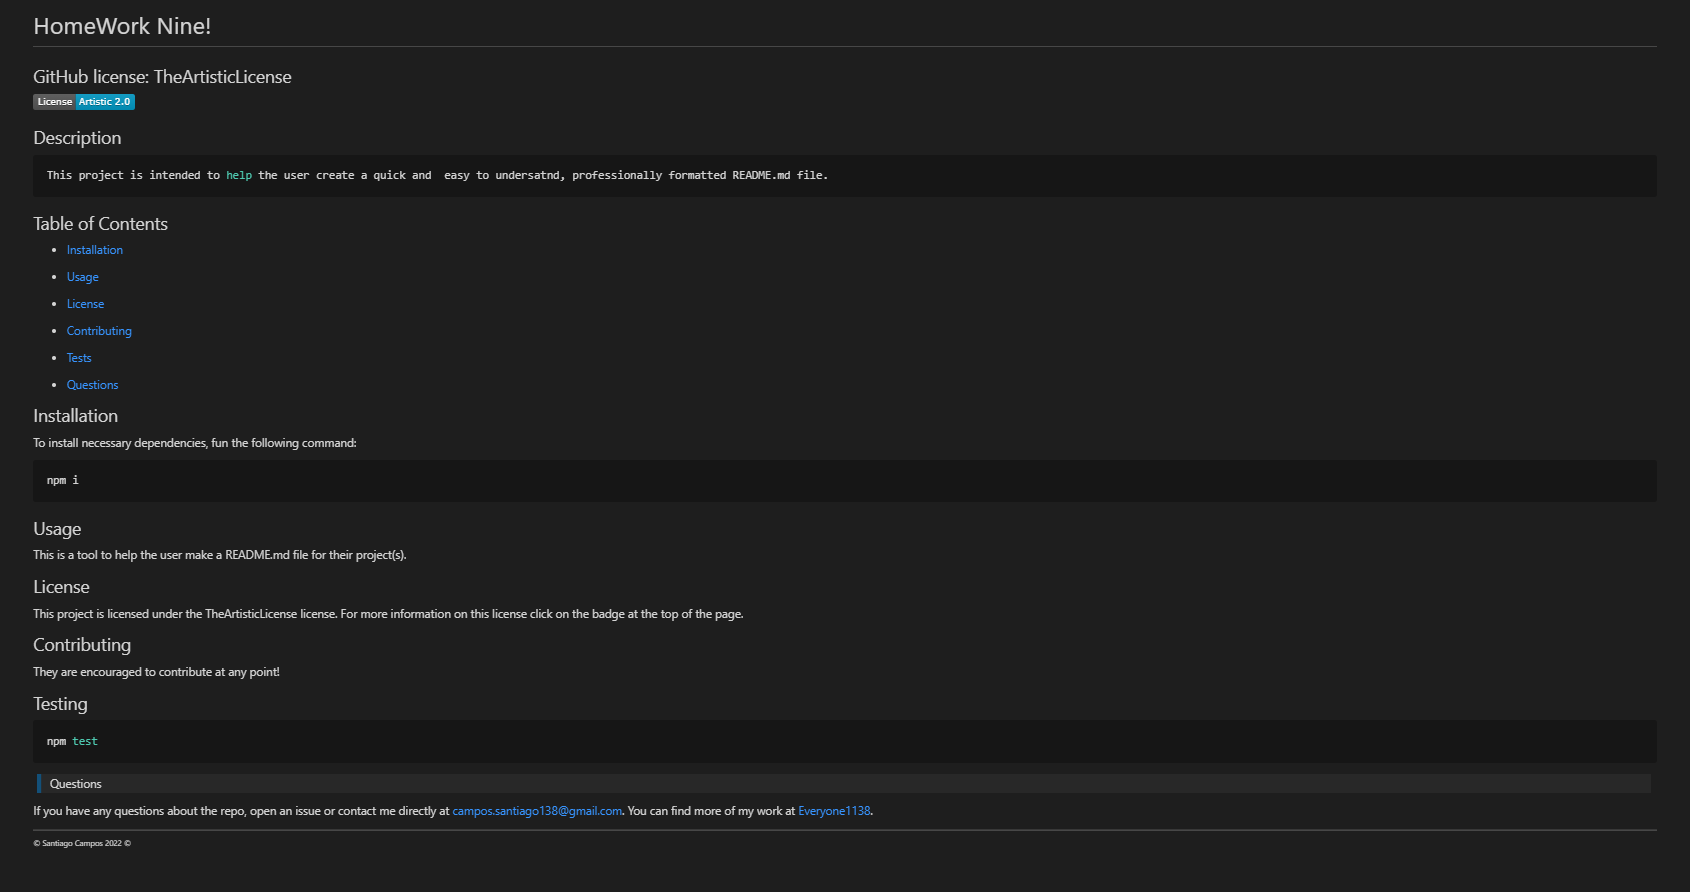 HomeWork Nine!
GitHub license: TheArtisticLicense
License Artistic 2.0
Description
This project is intended to help the user create a quick and  easy to undersatnd, professionally formatted README.md file.
Table of Contents
• Installation
• Usage
• License
• Contributing
• Tests
• Questions
Installation
To install necessary dependencies, fun the following command:
npm i
Usage
This is a tool to help the user make a README.md file for their project(s).
License
This project is licensed under the TheArtisticLicense license. For more information on this license click on the badge at the top of the page.
Contributing
They are encouraged to contribute at any point!
Testing
npm test
Questions
If you have any questions about the repo, open an issue or contact me directly at campos.santiago138@gmail.com. You can find more of my work at Everyone1138.
© Santiago Campos 2022 ©